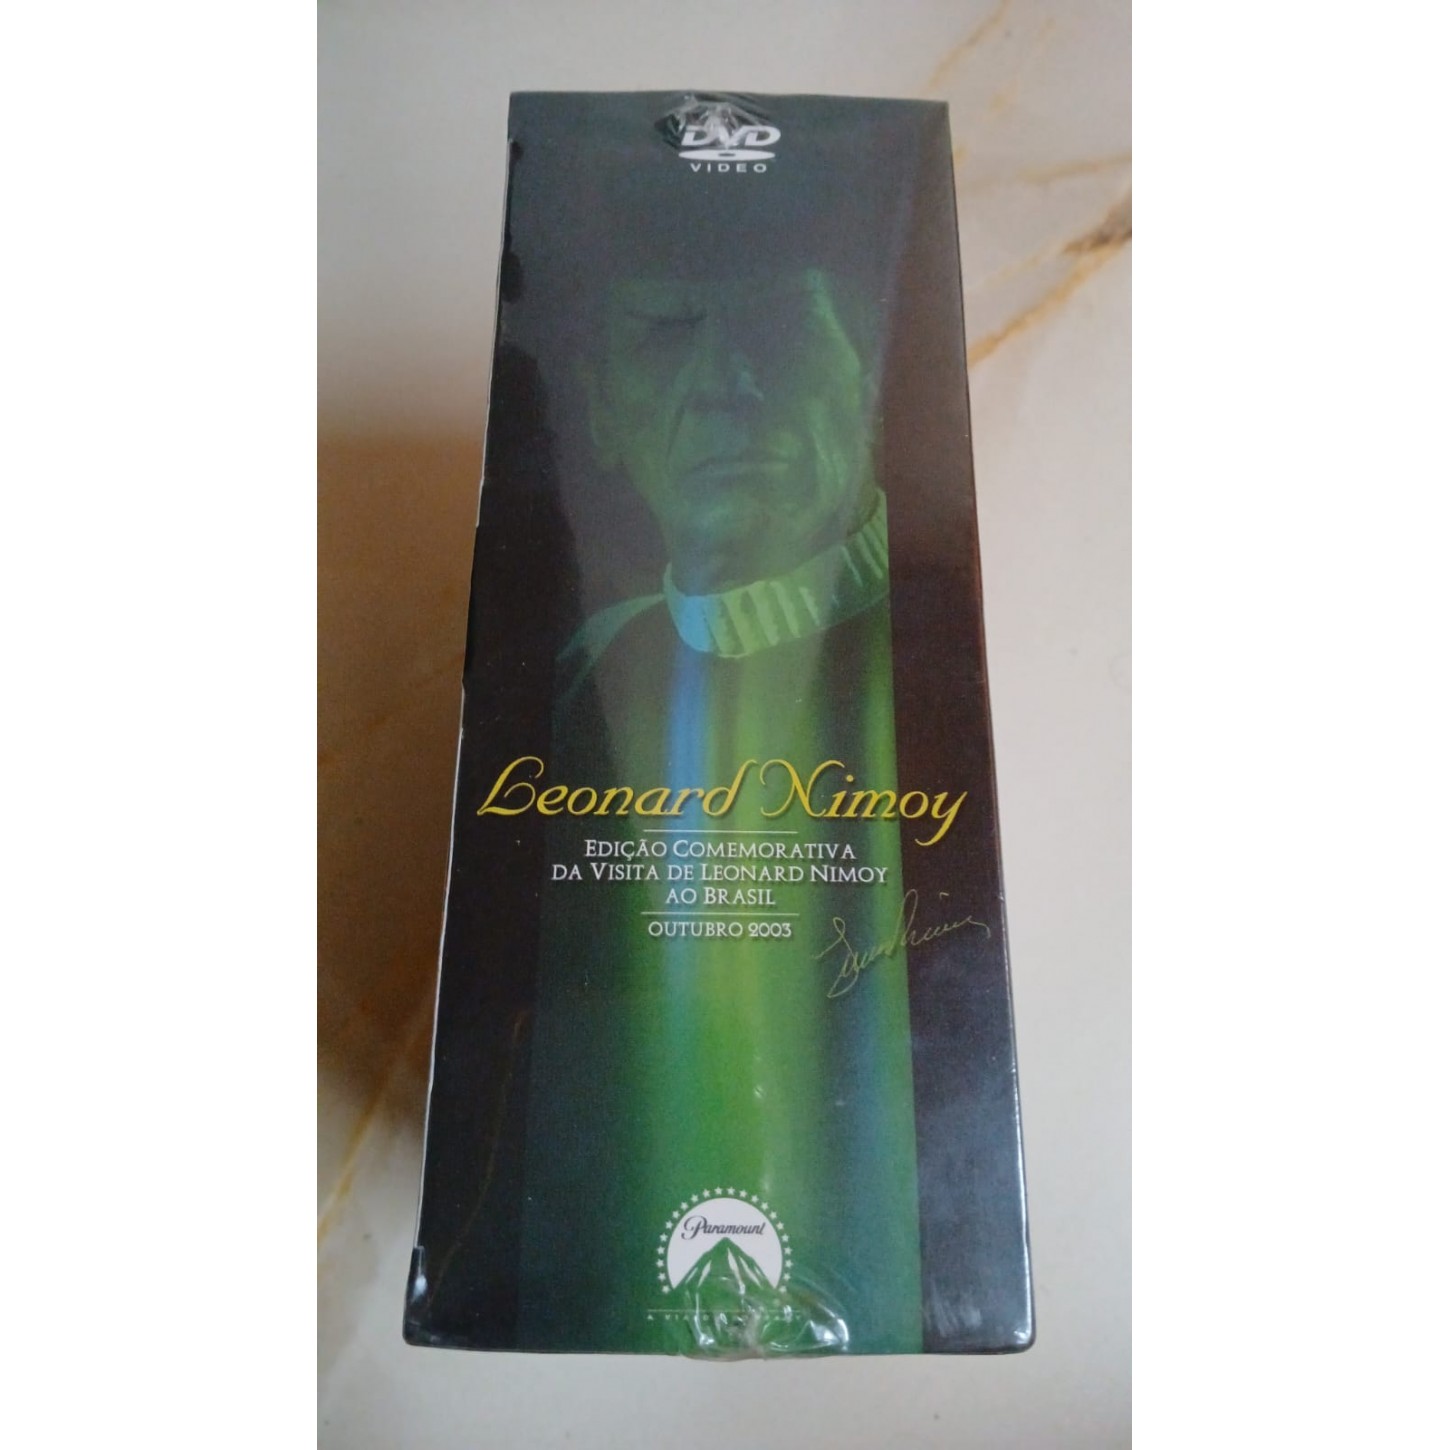 DVD
VIDEO
Leonard Nimoy
EDIÇÃO COMEMORATIVA
DA VISITA DE LEONARD NIMOY
AO BRASIL
OUTUBRO 2003
Paramount